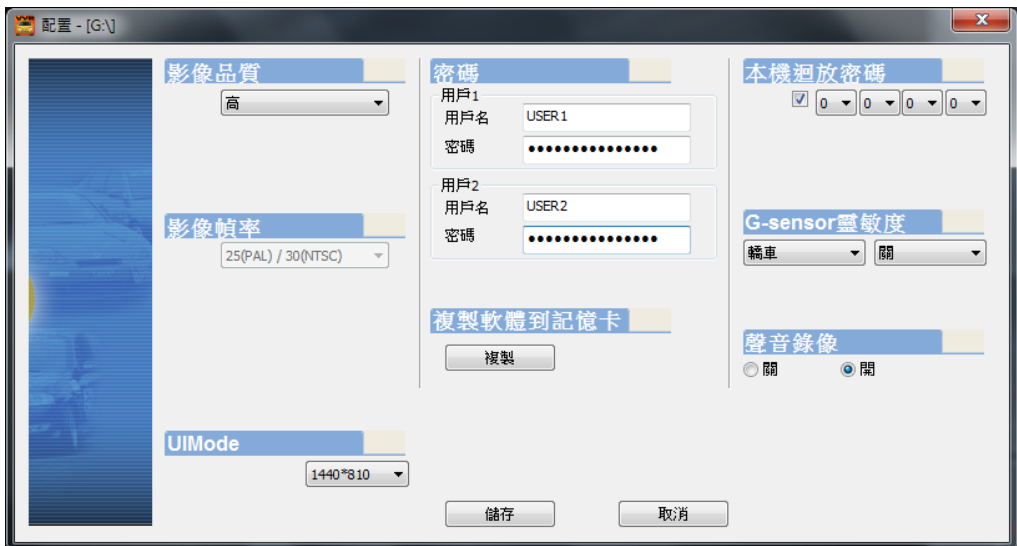 配置 - [G:\]
影像品質
高
影像幀率
25(PAL) / 30(NTSC)
UIMode
1440*810
密碼
用戶1
用戶名 USER1
密碼 •••••••••••••••
用戶2
用戶名 USER2
密碼 •••••••••••••••
複製軟體到記憶卡
複製
本機迴放密碼
0 0 0 0
G-sensor靈敏度
轎車 關
聲音錄像
關 開
儲存 取消